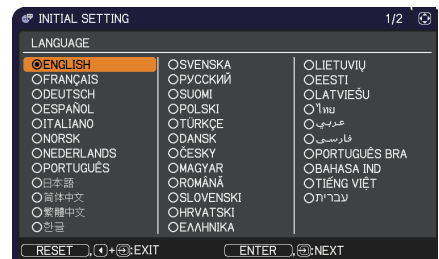 INITIAL SETTING 1/2
LANGUAGE
ENGLISH
FRANÇAIS
DEUTSCH
ESPAÑOL
ITALIANO
NORSK
NEDERLANDS
PORTUGUÊS
日本語
简体中文
繁體中文
한글
SVENSKA
РУССКИЙ
SUOMI
POLSKI
TÜRKÇE
DANSK
ČESKY
MAGYAR
ROMÂNĂ
SLOVENSKI
HRVATSKI
ΕΛΛΗΝΙΚΑ
LIETUVIŲ
EESTI
LATVIEŠU
ไทย
عربي
فارسی
PORTUGUÊS BRA
BAHASA IND
TIẾNG VIỆT
עברית
RESET , + :EXIT ENTER , :NEXT